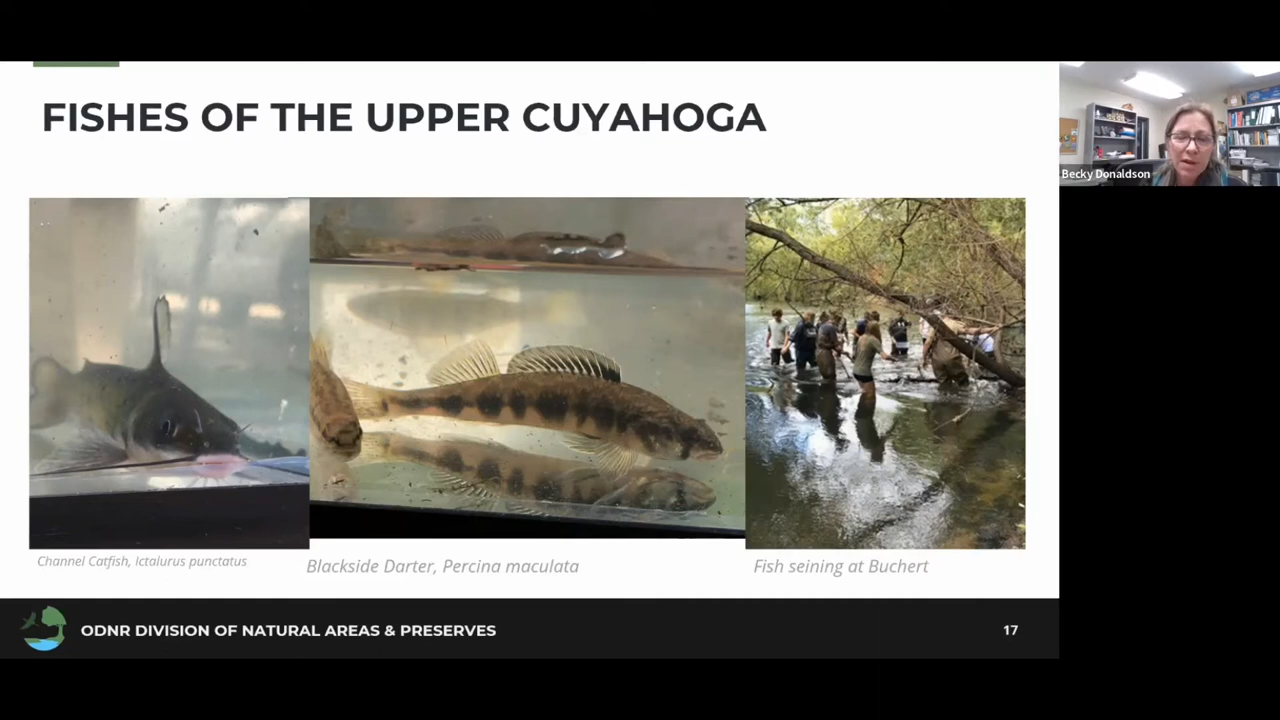 FISHES OF THE UPPER CUYAHOGA
Becky Donaldson
Channel Catfish, Ictalurus punctatus
Blackside Darter, Percina maculata
Fish seining at Buchert
ODNR DIVISION OF NATURAL AREAS & PRESERVES
17